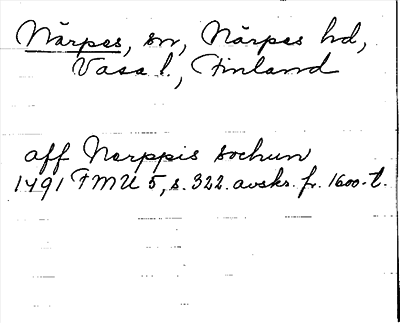 Närpes, sn, Närpes hd,
Vasa l., Finland
aff Nerppis sochun
1491 FMU 5, s. 322. avskr. fr. 1600-t.